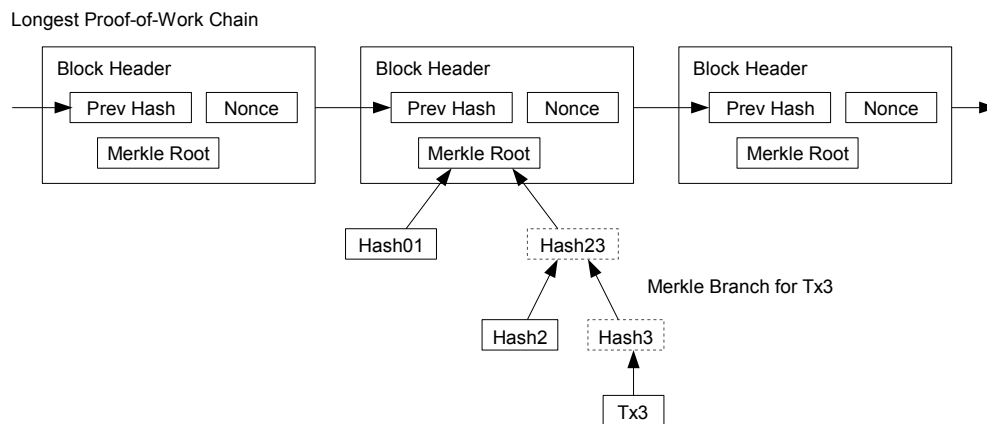 Longest Proof-of-Work Chain
Block Header
Prev Hash
Nonce
Merkle Root
Block Header
Prev Hash
Nonce
Merkle Root
Block Header
Prev Hash
Nonce
Merkle Root
Hash01
Hash23
Merkle Branch for Tx3
Hash2
Hash3
Tx3